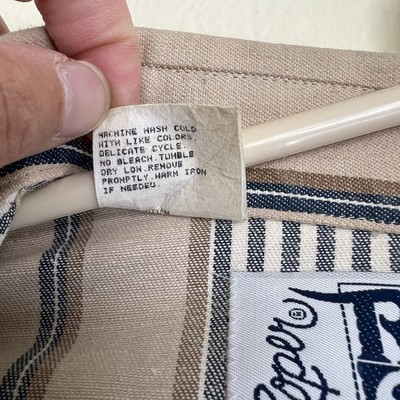 MACHINE WASH COLD
WITH LIKE COLORS.
DELICATE CYCLE.
NO BLEACH.TUMBLE
DRY LOW.REMOVE
PROMPTLY.WARM IRON
IF NEEDED.
Roper®